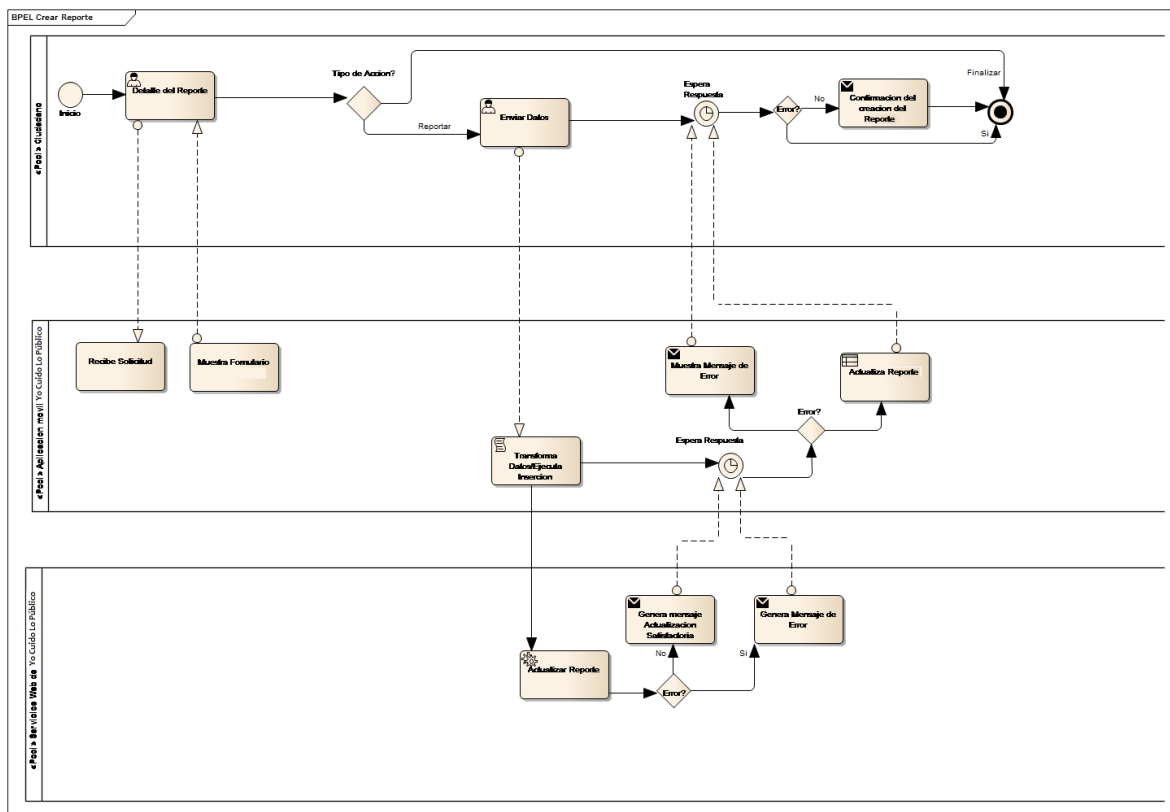 BPEL Crear Reporte
«Pool» Ciudadano
Inicio
Detalle del Reporte
Tipo de Accion?
Reportar
Enviar Datos
Espera
Respuesta
Error?
No
Confirmacion del
creacion del
Reporte
Finalizar
Si
«Pool» Aplicacion movil Yo Cuido Lo Público
Recibe Solicitud
Muestra Formulario
Muestra Mensaje de
Error
Actualiza Reporte
Error?
Espera Respuesta
Transforma
Datos/Ejecuta
Insercion
«Pool» Servicios Web de Yo Cuido Lo Público
Genera mensaje
Actualizacion
Satisfactoria
Genera Mensaje de
Error
No
Si
Actualizar Reporte
Error?